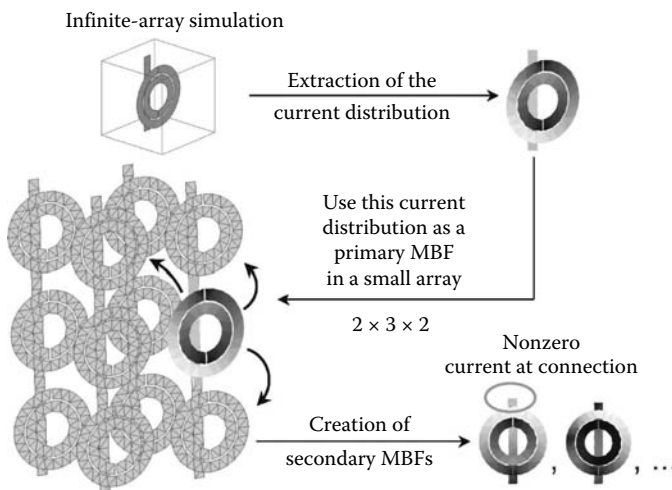 Infinite-array simulation
Extraction of the
current distribution
Use this current
distribution as a
primary MBF
in a small array
2 × 3 × 2
Nonzero
current at connection
Creation of
secondary MBFs
, , ...